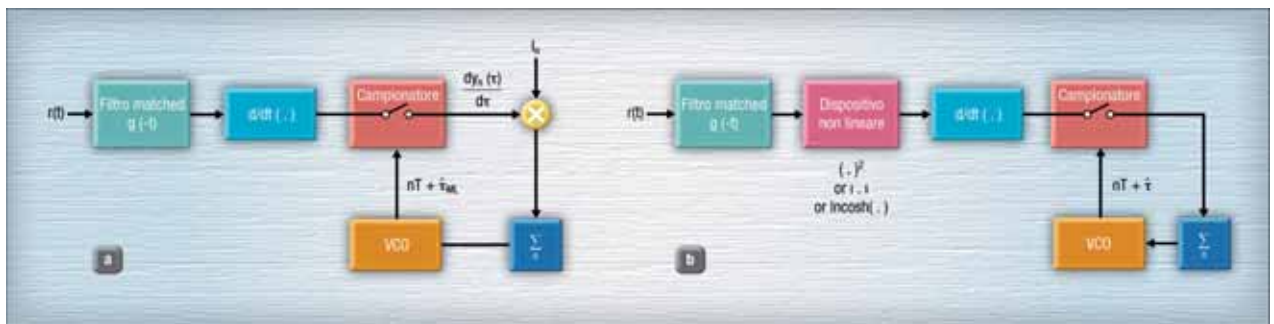 r(t)
Filtro matched
g (-t)
d/dt ( . )
Campionatore
dyₙ (τ)
dτ
Iₙ
nT + τ̂ML
VCO
Σ
n
a
r(t)
Filtro matched
g (-t)
Dispositivo
non lineare
( . )²
or ı . ı
or lncosh( . )
d/dt ( . )
Campionatore
nT + τ̂
VCO
Σ
n
b